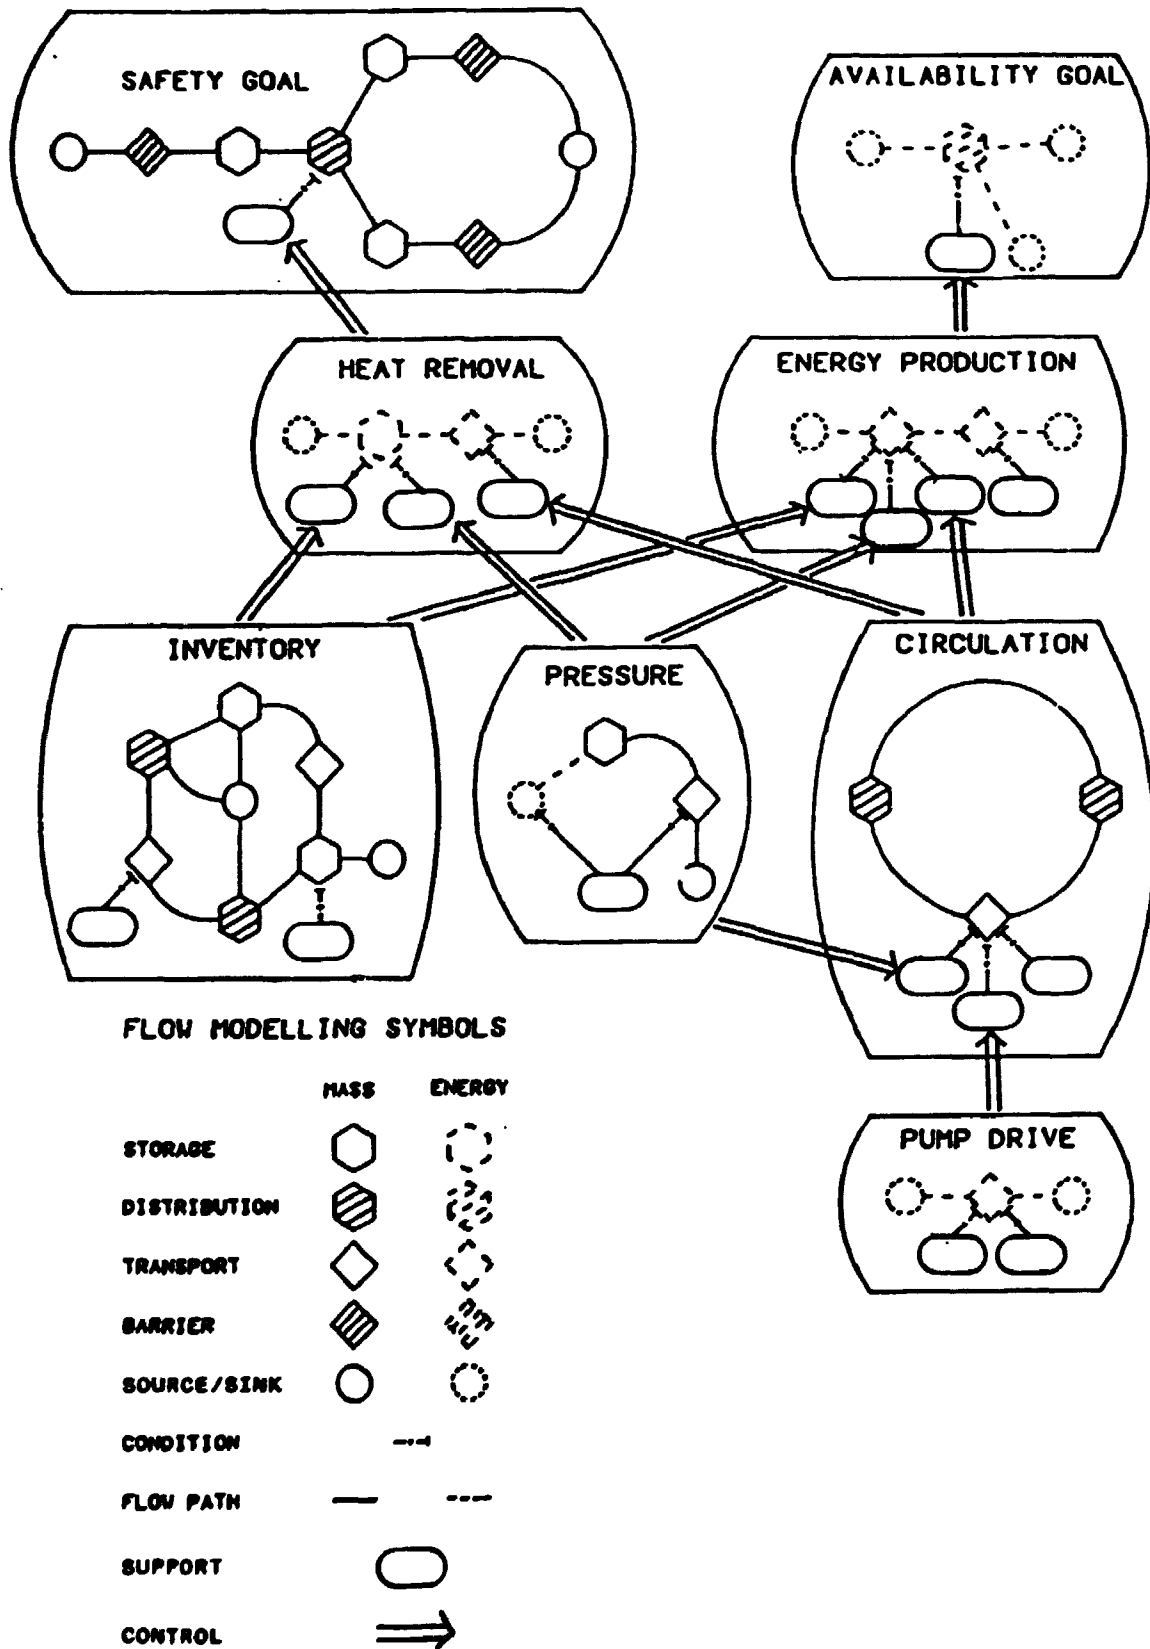 SAFETY GOAL
AVAILABILITY GOAL
HEAT REMOVAL
ENERGY PRODUCTION
INVENTORY
PRESSURE
CIRCULATION
PUMP DRIVE
FLOW MODELLING SYMBOLS
MASS ENERGY
STORAGE
DISTRIBUTION
TRANSPORT
BARRIER
SOURCE/SINK
CONDITION
FLOW PATH
SUPPORT
CONTROL